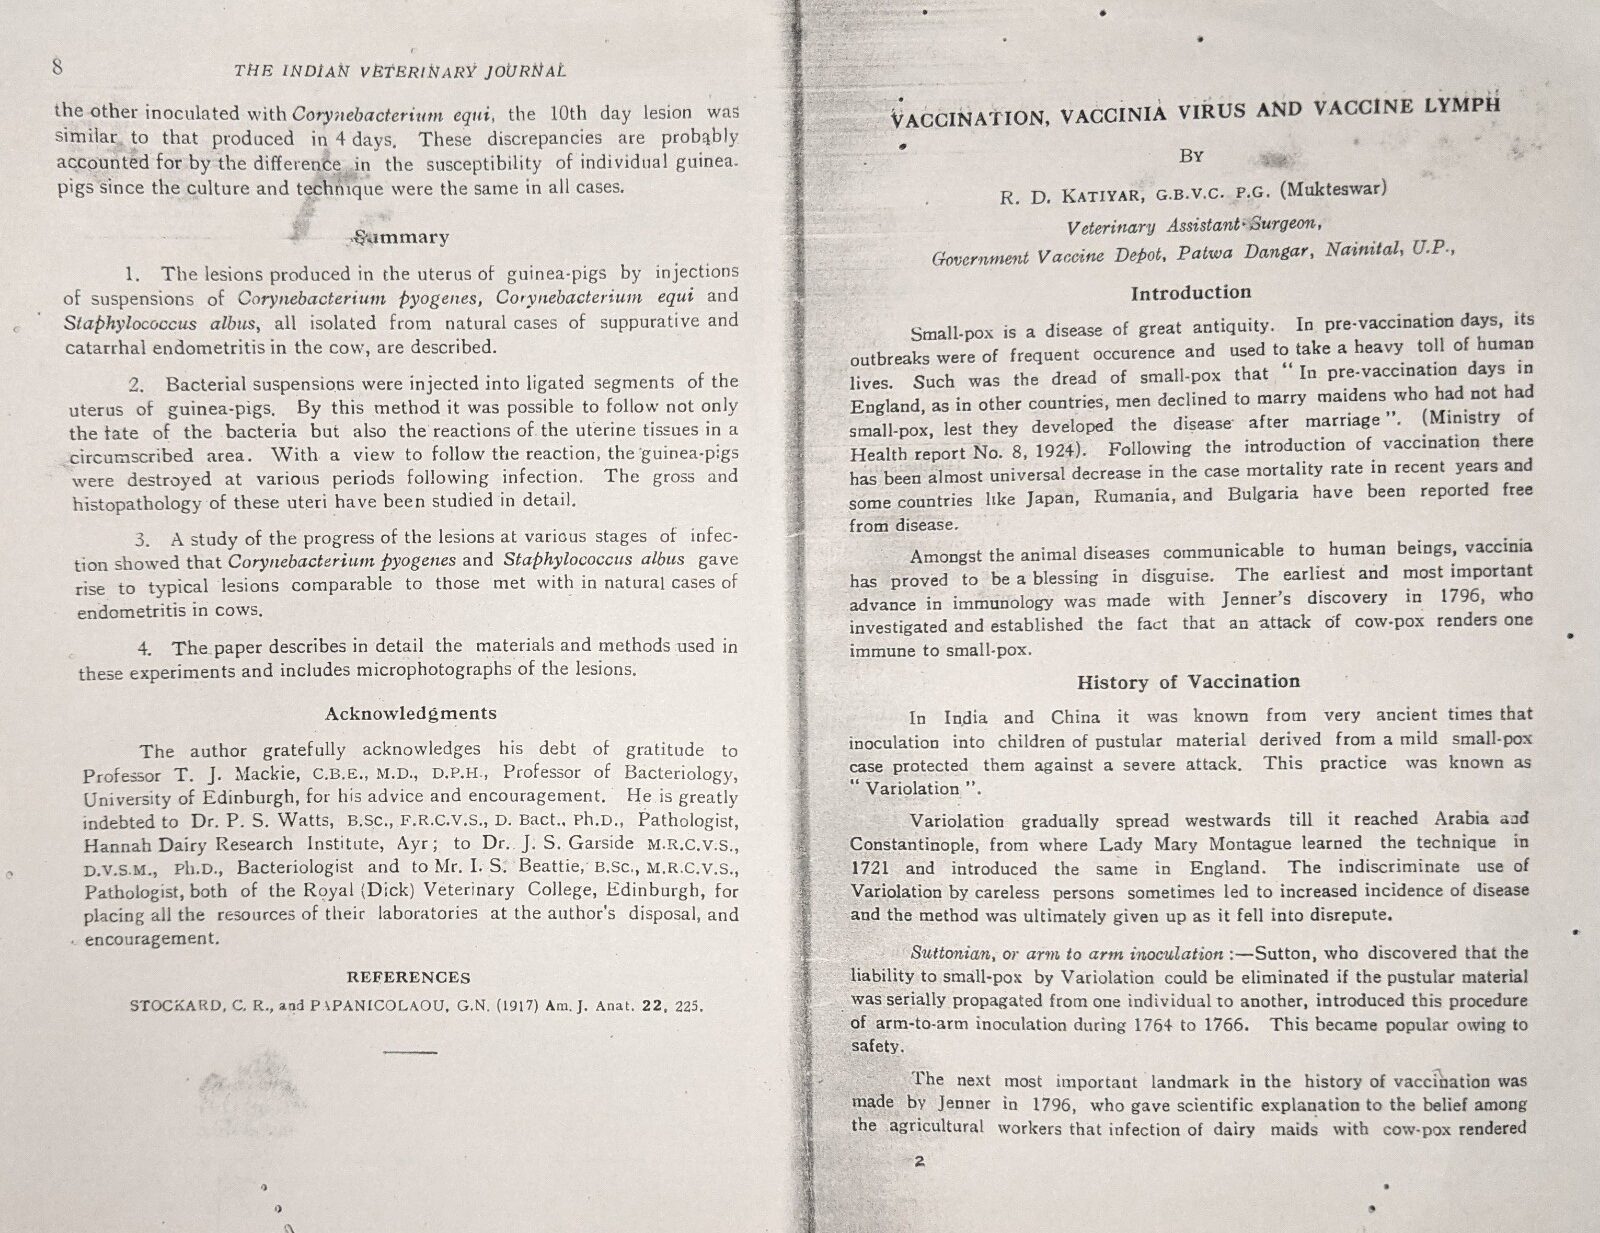 8
THE INDIAN VETERINARY JOURNAL
the other inoculated with Corynebacterium equi, the 10th day lesion was
similar to that produced in 4 days. These discrepancies are probably
accounted for by the difference in the susceptibility of individual guinea-
pigs since the culture and technique were the same in all cases.
Summary
1. The lesions produced in the uterus of guinea-pigs by injections
of suspensions of Corynebacterium pyogenes, Corynebacterium equi and
Staphylococcus albus, all isolated from natural cases of suppurative and
catarrhal endometritis in the cow, are described.
2. Bacterial suspensions were injected into ligated segments of the
uterus of guinea-pigs. By this method it was possible to follow not only
the fate of the bacteria but also the reactions of the uterine tissues in a
circumscribed area. With a view to follow the reaction, the guinea-pigs
were destroyed at various periods following infection. The gross and
histopathology of these uteri have been studied in detail.
3. A study of the progress of the lesions at various stages of infec-
tion showed that Corynebacterium pyogenes and Staphylococcus albus gave
rise to typical lesions comparable to those met with in natural cases of
endometritis in cows.
4. The paper describes in detail the materials and methods used in
these experiments and includes microphotographs of the lesions.
Acknowledgments
The author gratefully acknowledges his debt of gratitude to
Professor T. J. Mackie, C.B.E., M.D., D.P.H., Professor of Bacteriology,
University of Edinburgh, for his advice and encouragement. He is greatly
indebted to Dr. P. S. Watts, B.Sc., F.R.C.V.S., D. Bact., Ph.D., Pathologist,
Hannah Dairy Research Institute, Ayr; to Dr. J. S. Garside M.R.C.V.S.,
D.V.S.M., Ph.D., Bacteriologist and to Mr. I. S. Beattie, B.Sc., M.R.C.V.S.,
Pathologist, both of the Royal (Dick) Veterinary College, Edinburgh, for
placing all the resources of their laboratories at the author's disposal, and
encouragement.
REFERENCES
STOCKARD, C. R., and PAPANICOLAOU, G.N. (1917) Am. J. Anat. 22, 225.
VACCINATION, VACCINIA VIRUS AND VACCINE LYMPH
BY
R. D. KATIYAR, G.B.V.C. P.G. (Mukteswar)
Veterinary Assistant Surgeon,
Government Vaccine Depot, Patwa Dangar, Nainital, U.P.,
Introduction
Small-pox is a disease of great antiquity. In pre-vaccination days, its
outbreaks were of frequent occurence and used to take a heavy toll of human
lives. Such was the dread of small-pox that "In pre-vaccination days in
England, as in other countries, men declined to marry maidens who had not had
small-pox, lest they developed the disease after marriage". (Ministry of
Health report No. 8, 1924). Following the introduction of vaccination there
has been almost universal decrease in the case mortality rate in recent years and
some countries like Japan, Rumania, and Bulgaria have been reported free
from disease.
Amongst the animal diseases communicable to human beings, vaccinia
has proved to be a blessing in disguise. The earliest and most important
advance in immunology was made with Jenner's discovery in 1796, who
investigated and established the fact that an attack of cow-pox renders one
immune to small-pox.
History of Vaccination
In India and China it was known from very ancient times that
inoculation into children of pustular material derived from a mild small-pox
case protected them against a severe attack. This practice was known as
"Variolation".
Variolation gradually spread westwards till it reached Arabia and
Constantinople, from where Lady Mary Montague learned the technique in
1721 and introduced the same in England. The indiscriminate use of
Variolation by careless persons sometimes led to increased incidence of disease
and the method was ultimately given up as it fell into disrepute.
Suttonian, or arm to arm inoculation :—Sutton, who discovered that the
liability to small-pox by Variolation could be eliminated if the pustular material
was serially propagated from one individual to another, introduced this procedure
of arm-to-arm inoculation during 1764 to 1766. This became popular owing to
safety.
The next most important landmark in the history of vaccination was
made by Jenner in 1796, who gave scientific explanation to the belief among
the agricultural workers that infection of dairy maids with cow-pox rendered
2